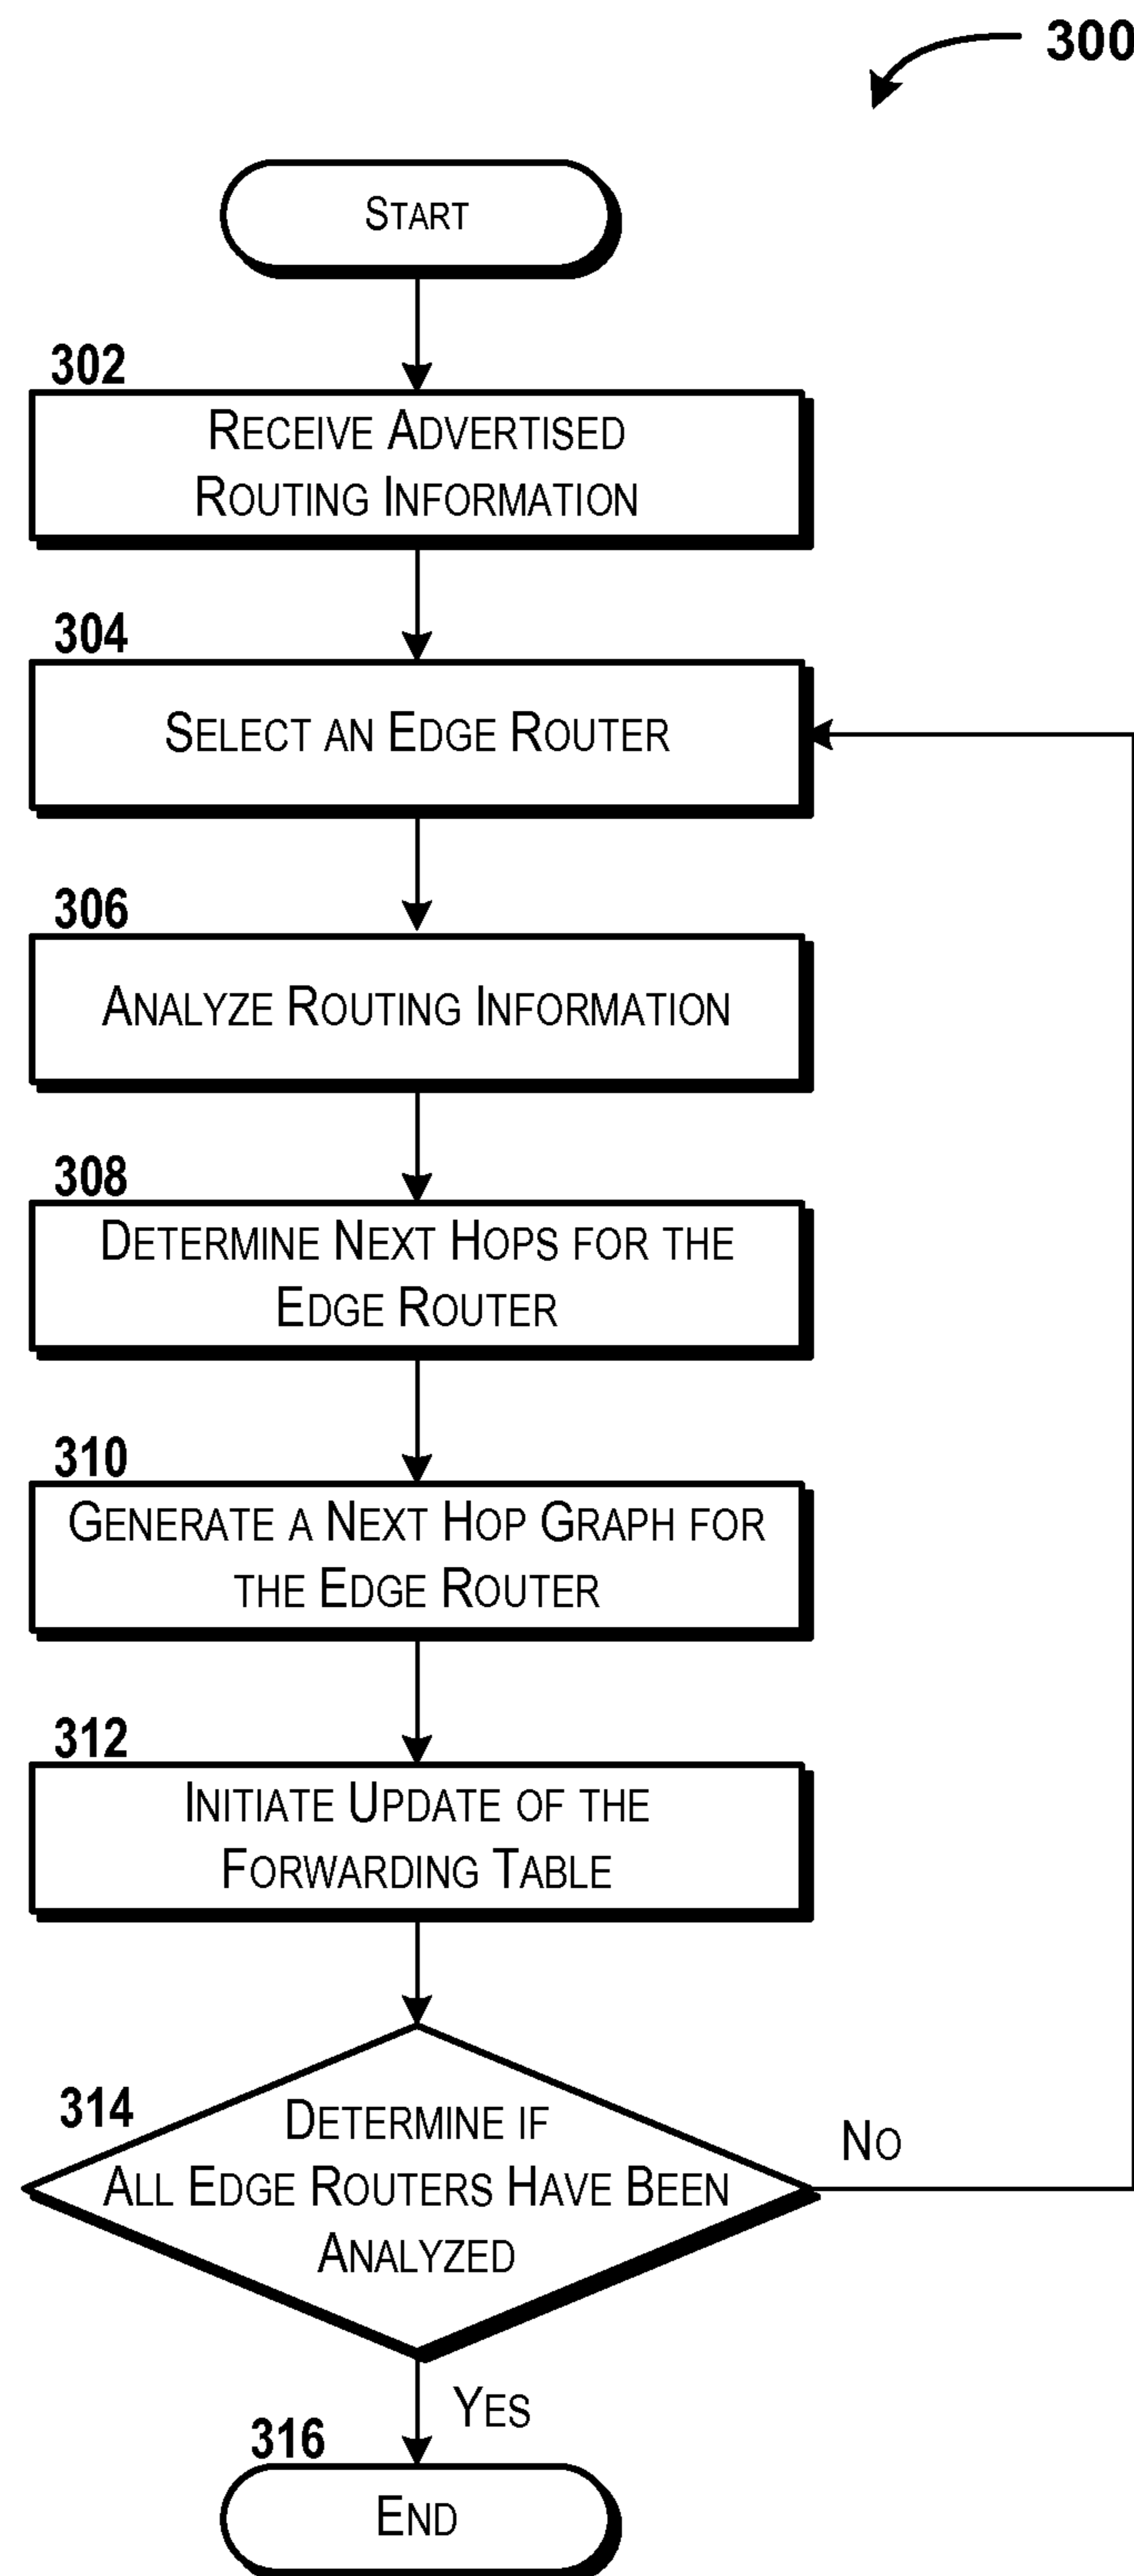 300
START
302
RECEIVE ADVERTISED
ROUTING INFORMATION
304
SELECT AN EDGE ROUTER
306
ANALYZE ROUTING INFORMATION
308
DETERMINE NEXT HOPS FOR THE
EDGE ROUTER
310
GENERATE A NEXT HOP GRAPH FOR
THE EDGE ROUTER
312
INITIATE UPDATE OF THE
FORWARDING TABLE
314
DETERMINE IF
ALL EDGE ROUTERS HAVE BEEN
ANALYZED
NO
YES
316
END